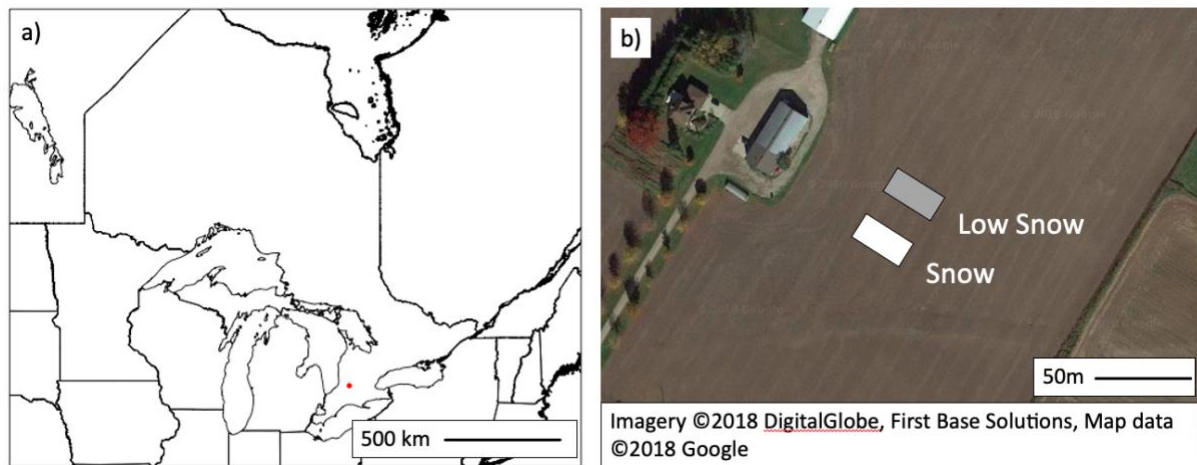 a)
500 km
b)
Low Snow
Snow
50m
Imagery ©2018 DigitalGlobe, First Base Solutions, Map data
©2018 Google